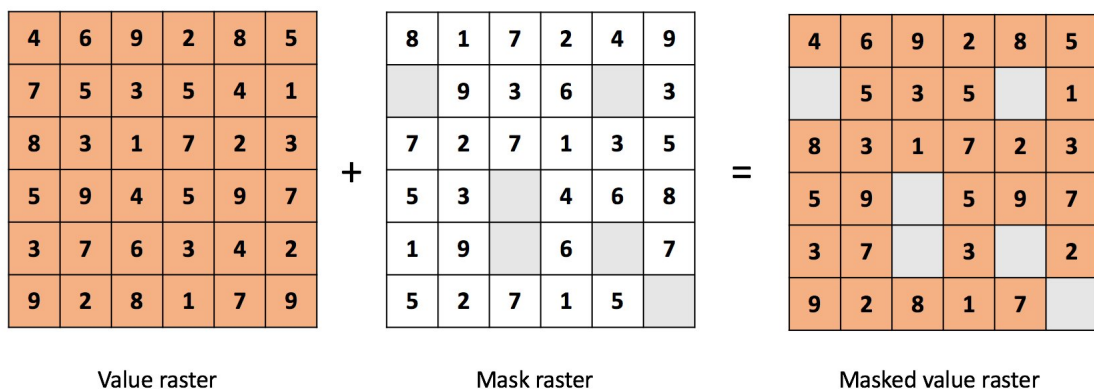 4 6 9 2 8 5
7 5 3 5 4 1
8 3 1 7 2 3
5 9 4 5 9 7
3 7 6 3 4 2
9 2 8 1 7 9
Value raster
+
8 1 7 2 4 9
9 3 6 3
7 2 7 1 3 5
5 3 4 6 8
1 9 6 7
5 2 7 1 5
Mask raster
=
4 6 9 2 8 5
5 3 5 1
8 3 1 7 2 3
5 9 5 9 7
3 7 3 2
9 2 8 1 7
Masked value raster